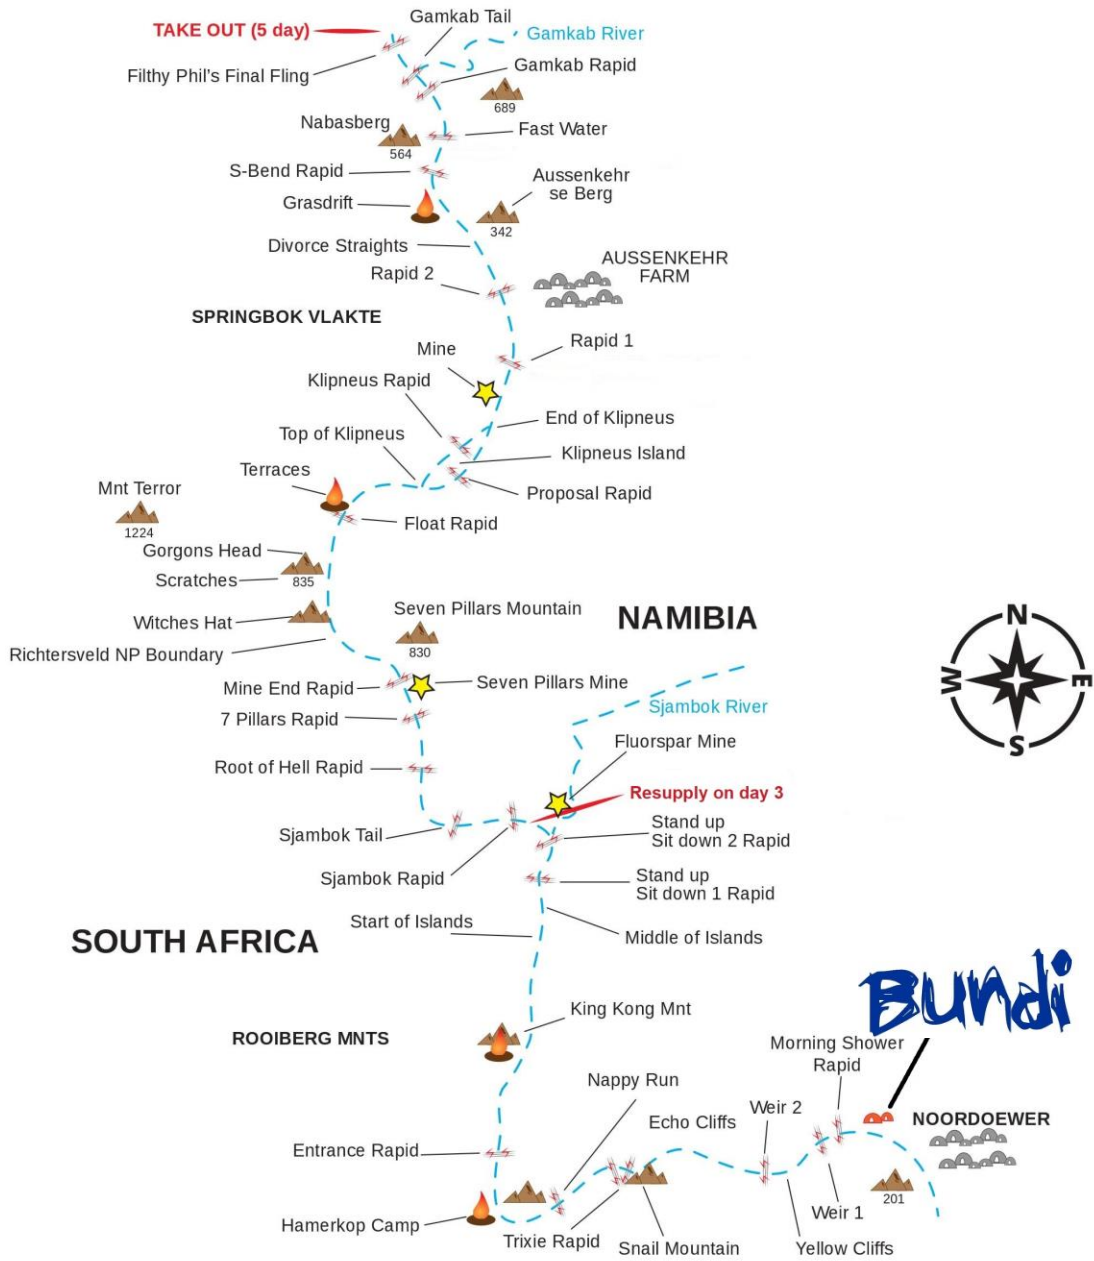 Gamkab Tail
TAKE OUT (5 day)
Gamkab River
Filthy Phil's Final Fling
Gamkab Rapid
689
Nabasberg
564
Fast Water
S-Bend Rapid
Aussenkehr
se Berg
Grasdrift
342
Divorce Straights
AUSSENKEHR
FARM
Rapid 2
SPRINGBOK VLAKTE
Rapid 1
Mine
Klipneus Rapid
End of Klipneus
Top of Klipneus
Klipneus Island
Terraces
Mnt Terror
1224
Proposal Rapid
Float Rapid
Gorgons Head
Scratches
835
Witches Hat
Seven Pillars Mountain
830
NAMIBIA
N
E
S
W
Richtersveld NP Boundary
Mine End Rapid
Seven Pillars Mine
7 Pillars Rapid
Sjambok River
Fluorspar Mine
Root of Hell Rapid
Resupply on day 3
Sjambok Tail
Stand up
Sit down 2 Rapid
Sjambok Rapid
Stand up
Sit down 1 Rapid
Start of Islands
SOUTH AFRICA
Middle of Islands
Bundi
King Kong Mnt
ROOIBERG MNTS
Morning Shower
Rapid
Nappy Run
Weir 2
Echo Cliffs
NOORDOEWER
Entrance Rapid
201
Weir 1
Hamerkop Camp
Trixie Rapid
Snail Mountain
Yellow Cliffs